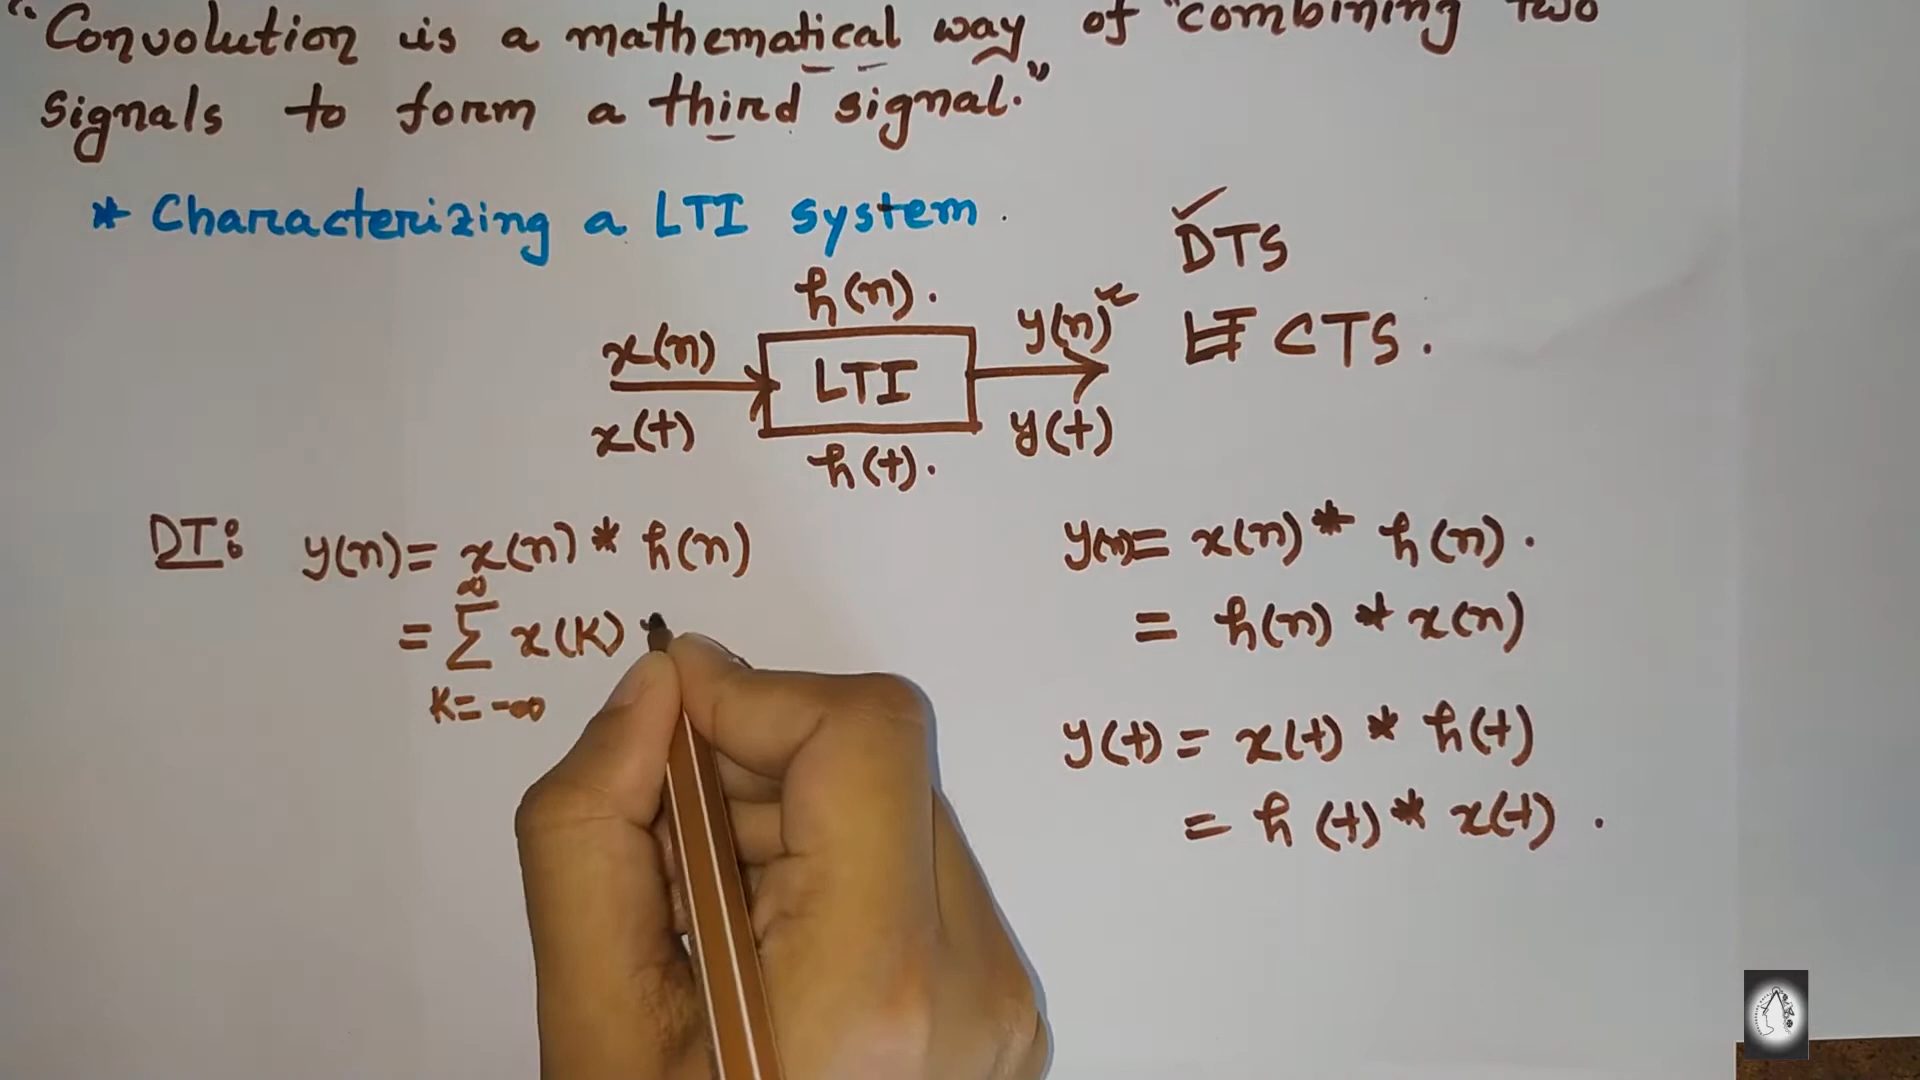 "Convolution is a mathematical way of "combining two
signals to form a third signal."
* Characterizing a LTI system.
DTS
h(n).
x(n) LTI y(n) CTS.
x(t) y(t)
h(t).
DT: y(n) = x(n) * h(n)
= ∞ Σ x(k)
k = -∞
y(n) = x(n) * h(n).
= h(n) * x(n)
y(t) = x(t) * h(t)
= h(t) * x(t).